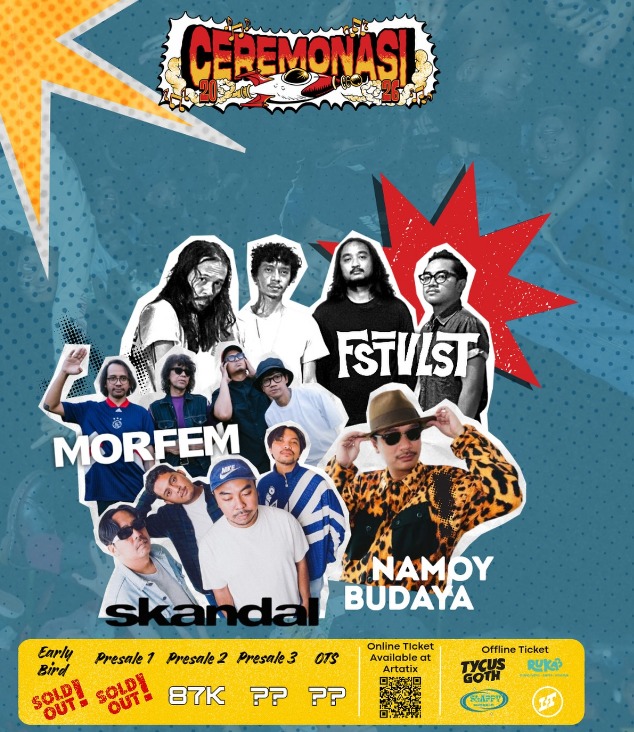 CEREMONASI
20 25
FSTVLST
MORFEM
NAMOY
BUDAYA
skandal
Early
Bird
SOLD
OUT!
Presale 1
SOLD
OUT!
Presale 2
87K
Presale 3
??
OTS
??
Online Ticket
Available at
Artatix
Offline Ticket
TYCUS
GOTH